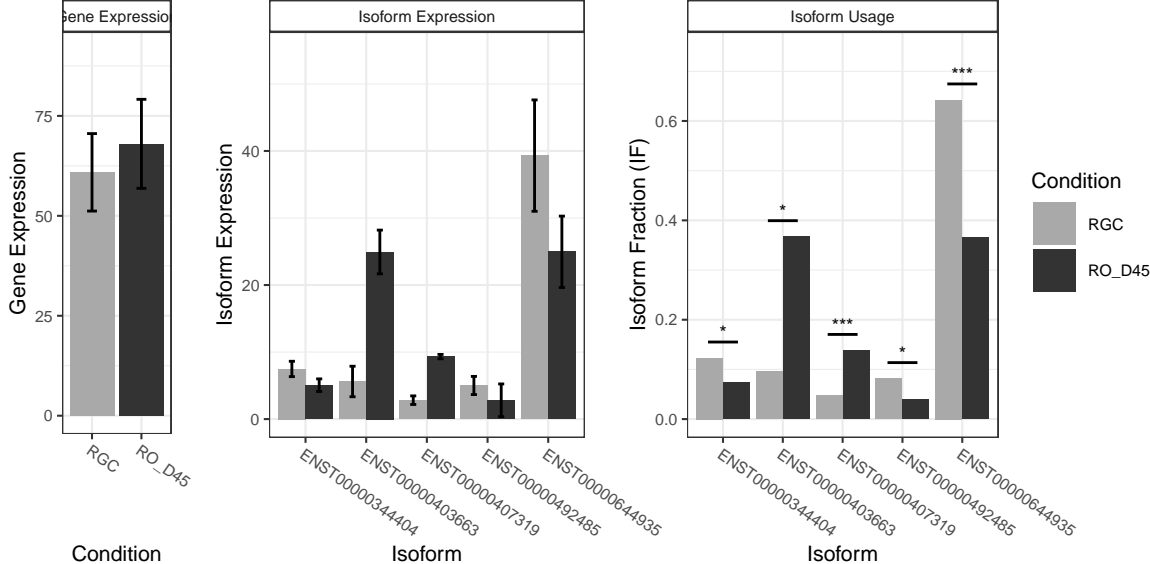 Gene Expression
Isoform Expression
Isoform Usage
Gene Expression
75
50
25
0
RGC
RO_D45
Condition
Isoform Expression
40
20
0
ENST00000344404
ENST00000403663
ENST00000407319
ENST00000492485
ENST00000644935
Isoform
Isoform Fraction (IF)
0.6
0.4
0.2
0.0
*
*
***
*
***
ENST00000344404
ENST00000403663
ENST00000407319
ENST00000492485
ENST00000644935
Isoform
Condition
RGC
RO_D45